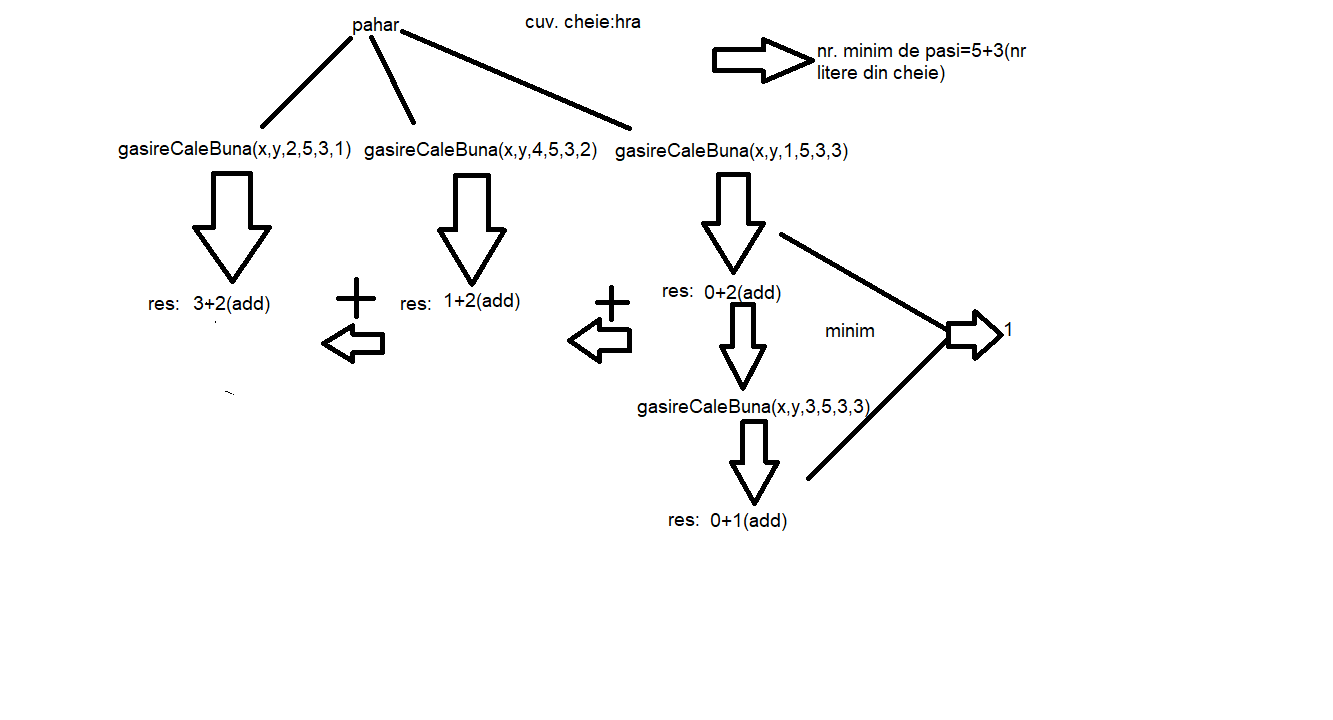 pahar
cuv. cheie:hra
nr. minim de pasi=5+3(nr
litere din cheie)
gasireCaleBuna(x,y,2,5,3,1)
gasireCaleBuna(x,y,4,5,3,2)
gasireCaleBuna(x,y,1,5,3,3)
res: 3+2(add)
+
res: 1+2(add)
+
res: 0+2(add)
minim
1
gasireCaleBuna(x,y,3,5,3,3)
res: 0+1(add)